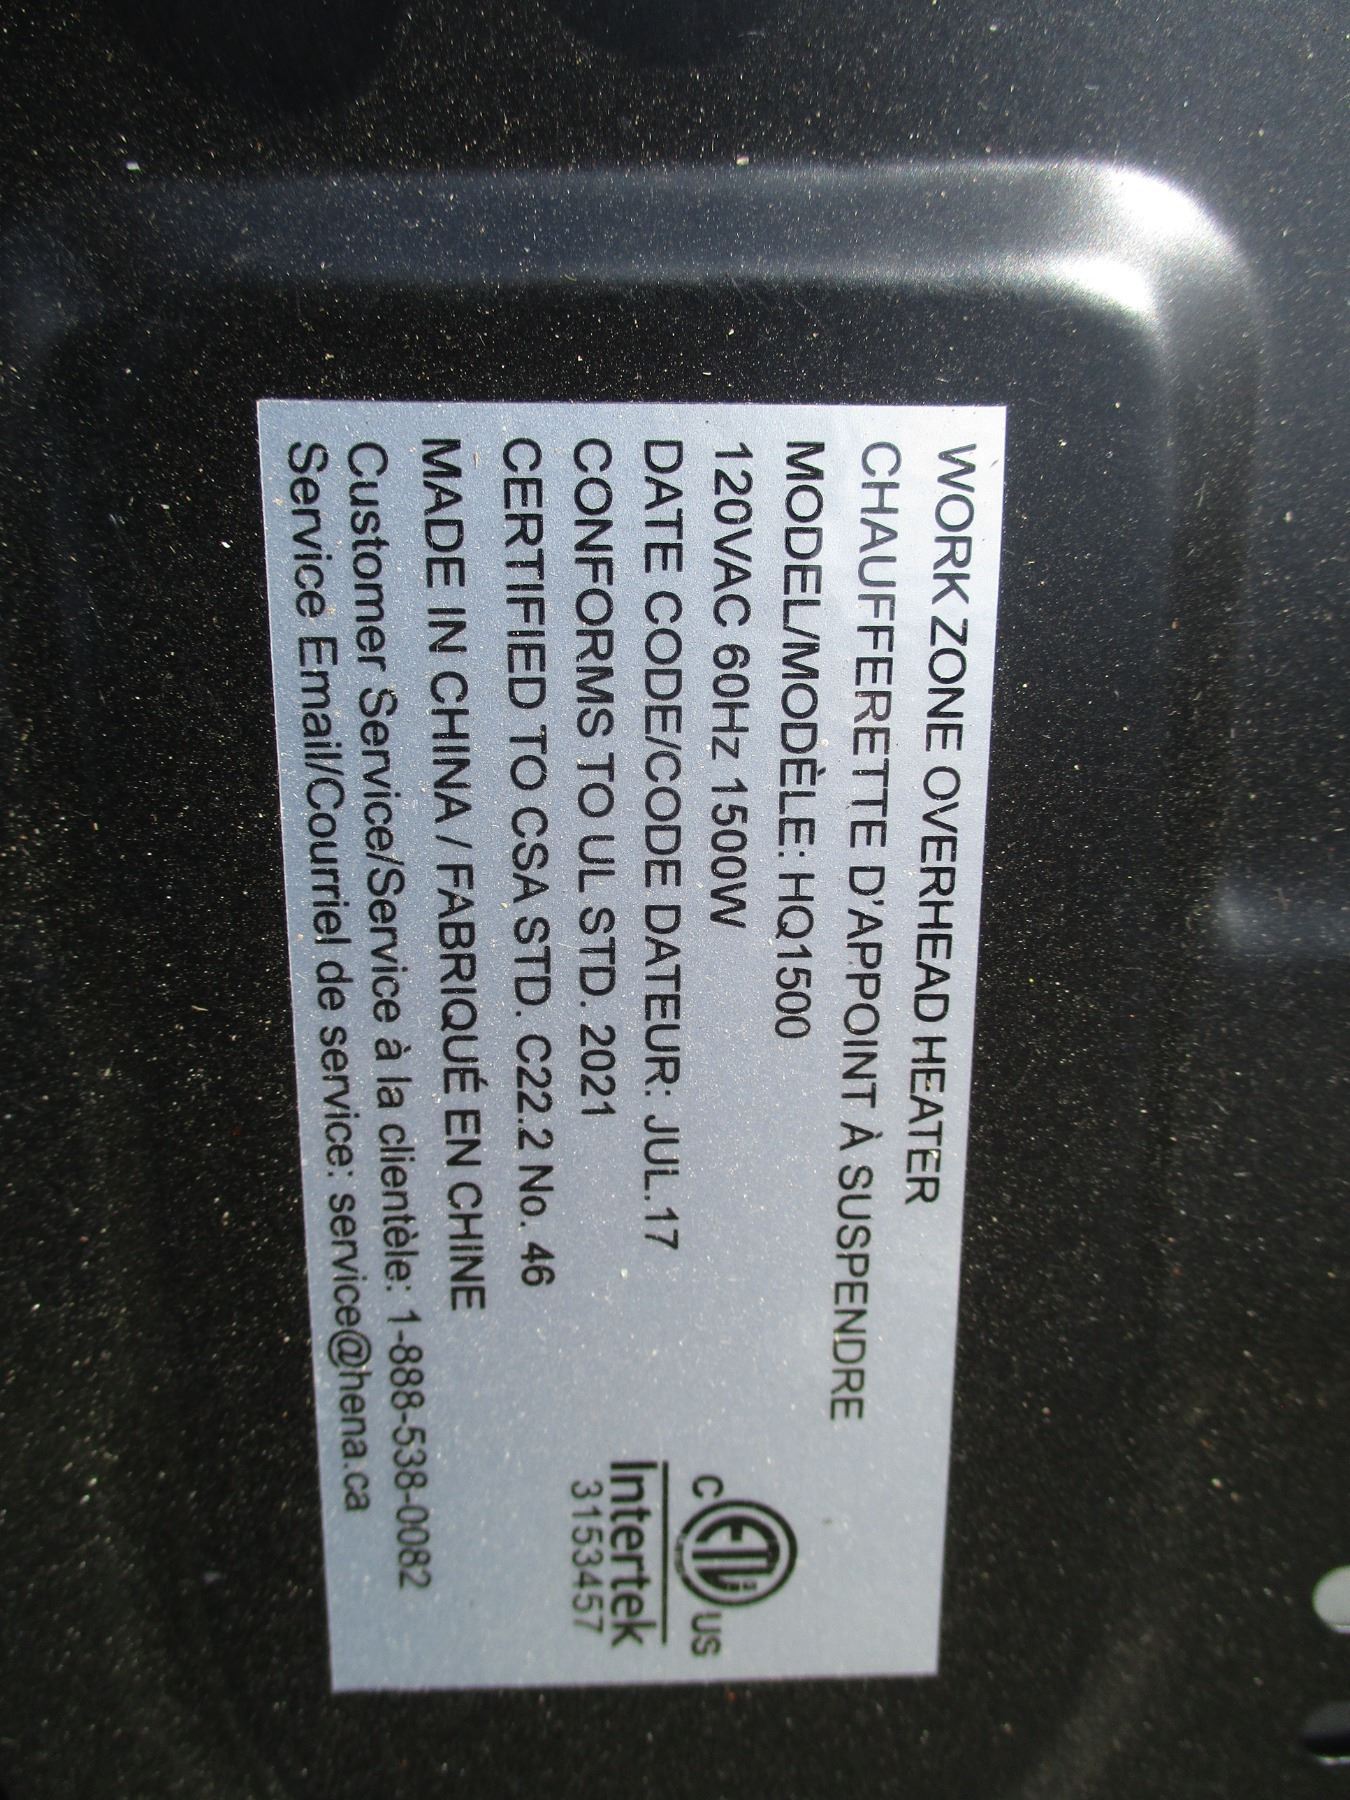 WORK ZONE OVERHEAD HEATER
CHAUFFERETTE D'APPOINT À SUSPENDRE
MODEL/MODÈLE: HQ1500
120VAC 60Hz 1500W
DATE CODE/CODE DATEUR: JUL.17
CONFORMS TO UL STD. 2021
CERTIFIED TO CSA STD. C22.2 No. 46
MADE IN CHINA / FABRIQUÉ EN CHINE
Customer Service/Service à la clientèle: 1-888-538-0082
Service Email/Courriel de service: service@hena.ca
C ETL US
Intertek
3153457